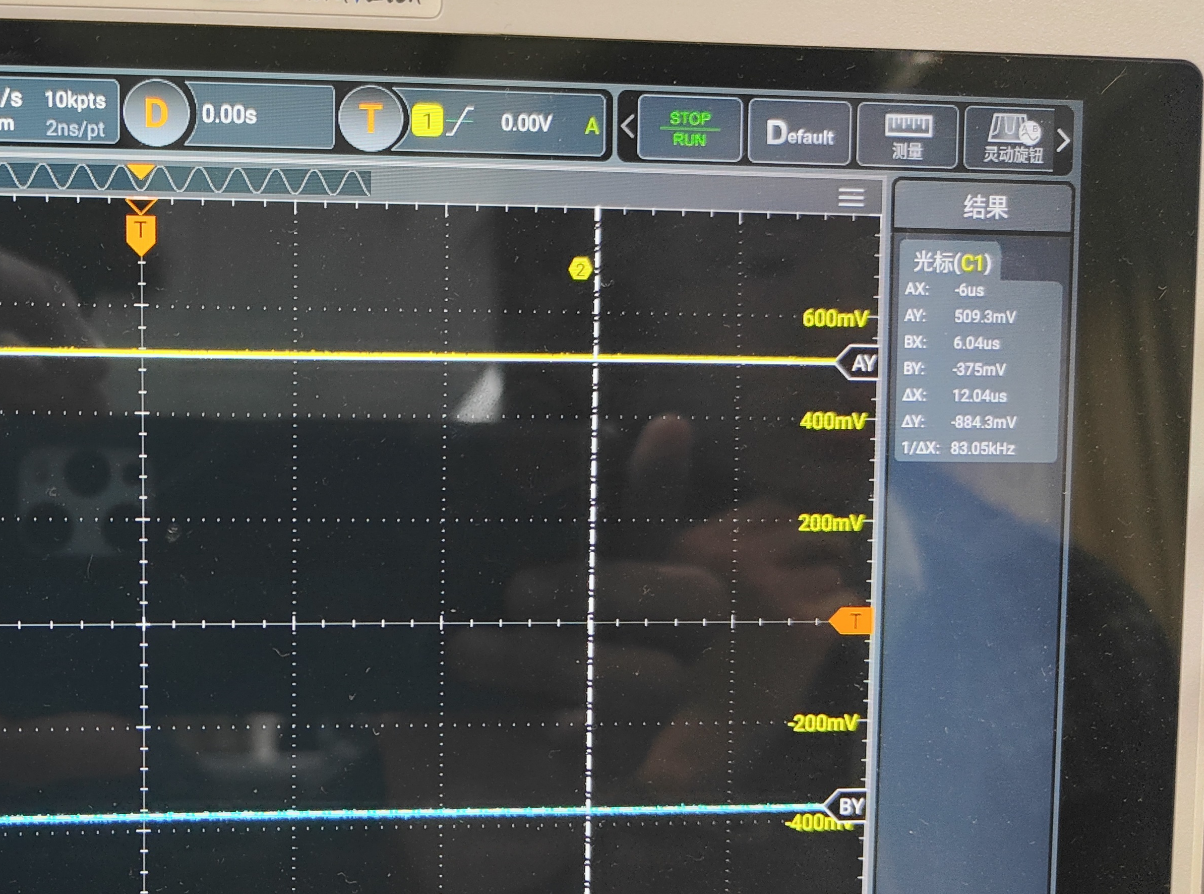 /s 10kpts
m 2ns/pt
D 0.00s
T 1 0.00V A
STOP
RUN
Default
测量
灵动旋钮
T
2
结果
光标(C1)
AX: -6us
AY: 509.3mV
BX: 6.04us
BY: -375mV
ΔX: 12.04us
ΔY: -884.3mV
1/ΔX: 83.05kHz
600mV
AY
400mV
200mV
T
-200mV
BY
-400m